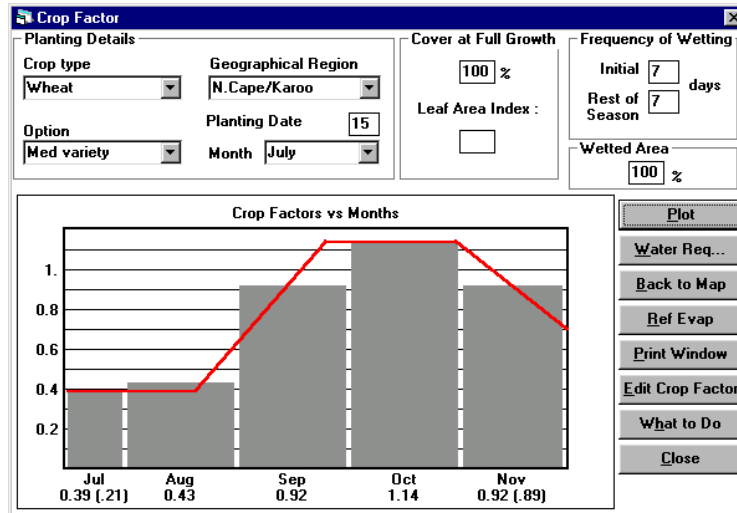 Crop Factor
Planting Details
Crop type
Wheat
Geographical Region
N.Cape/Karoo
Option
Med variety
Planting Date 15
Month July
Cover at Full Growth
100 %
Leaf Area Index :
Frequency of Wetting
Initial 7
days
Rest of Season 7
Wetted Area
100 %
Crop Factors vs Months
1.
0.8
0.6
0.4
0.2
Jul Aug Sep Oct Nov
0.39 (.21) 0.43 0.92 1.14 0.92 (.89)
Plot
Water Req...
Back to Map
Ref Evap
Print Window
Edit Crop Factor
What to Do
Close